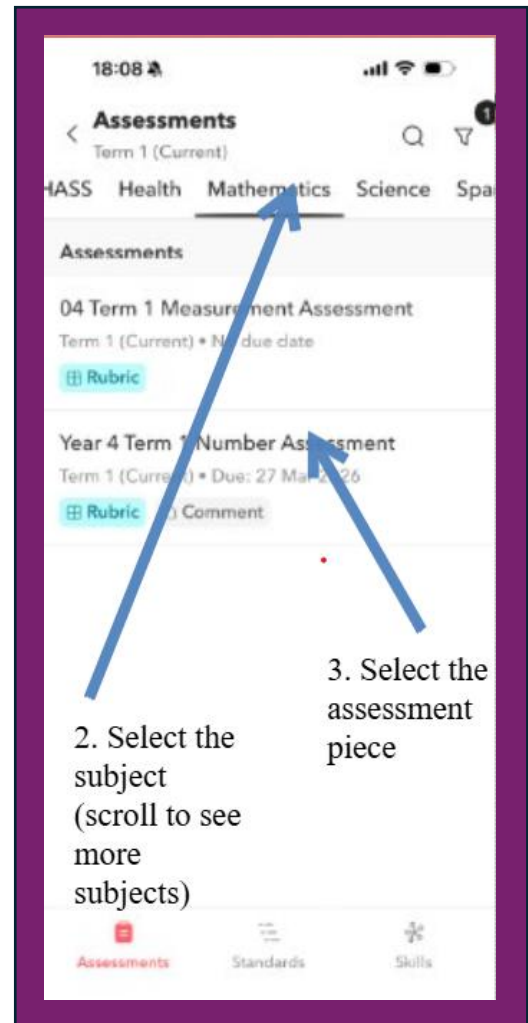 18:08
Assessments
1
Term 1 (Current)
HASS Health Mathematics Science Spa
Assessments
04 Term 1 Measurement Assessment
Term 1 (Current) • No due date
Rubric
Year 4 Term 1 Number Assessment
Term 1 (Current) • Due: 27 Mar 2026
Rubric Comment
3. Select the
assessment
piece
2. Select the
subject
(scroll to see
more
subjects)
Assessments Standards Skills